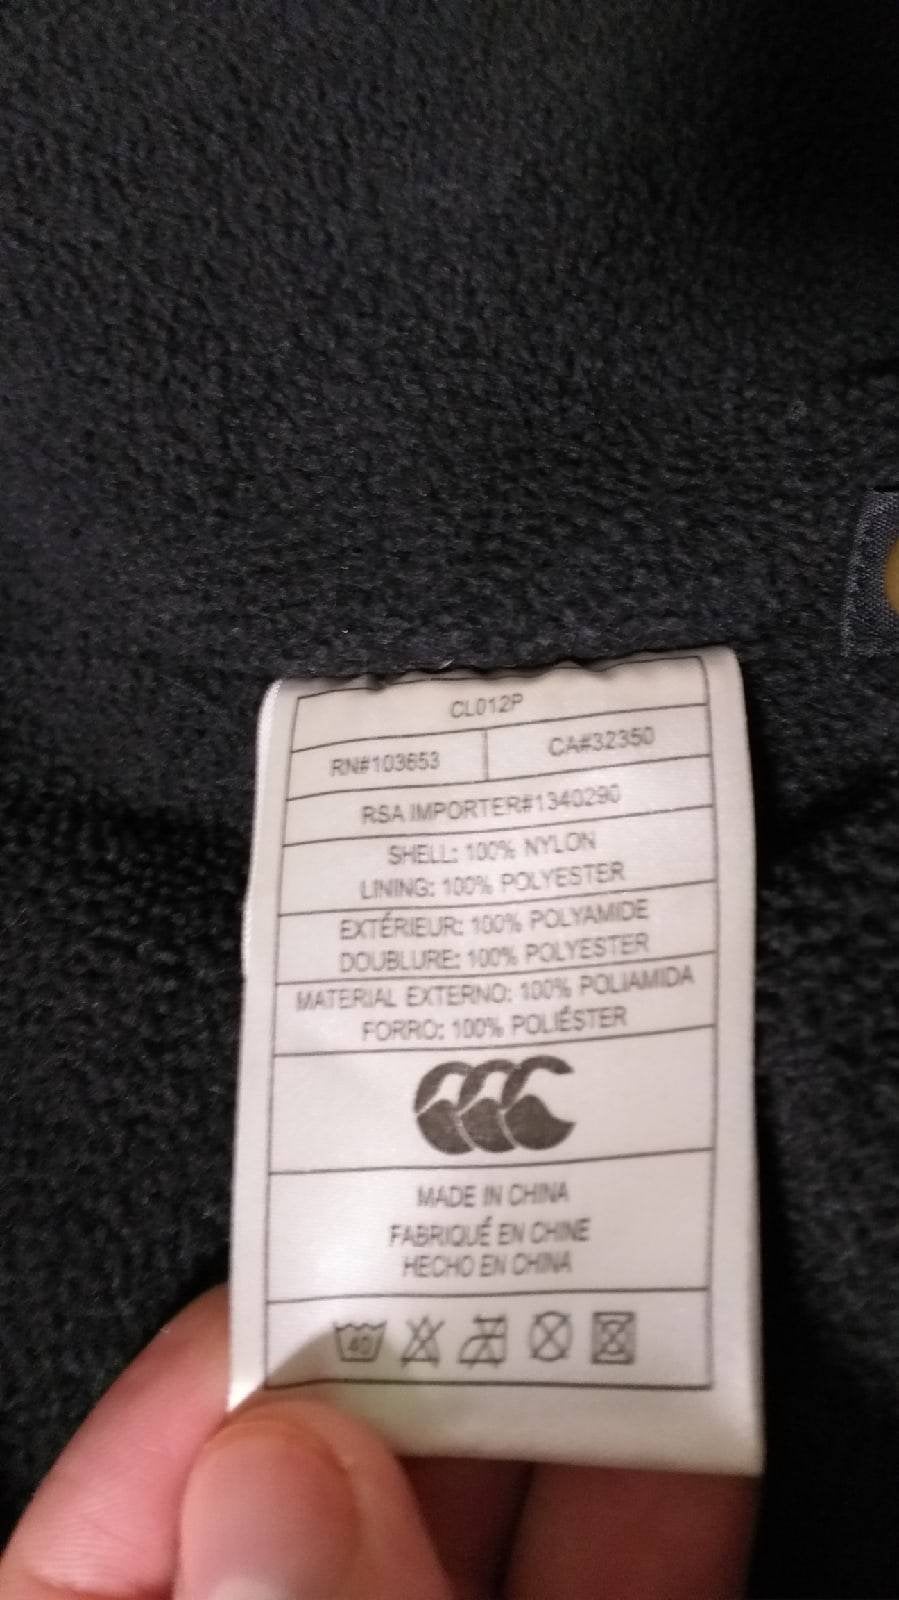 CL012P
RN#103653 CA#32350
RSA IMPORTER#1340290
SHELL: 100% NYLON
LINING: 100% POLYESTER
EXTÉRIEUR: 100% POLYAMIDE
DOUBLURE: 100% POLYESTER
MATERIAL EXTERNO: 100% POLIAMIDA
FORRO: 100% POLIÉSTER
MADE IN CHINA
FABRIQUÉ EN CHINE
HECHO EN CHINA
40